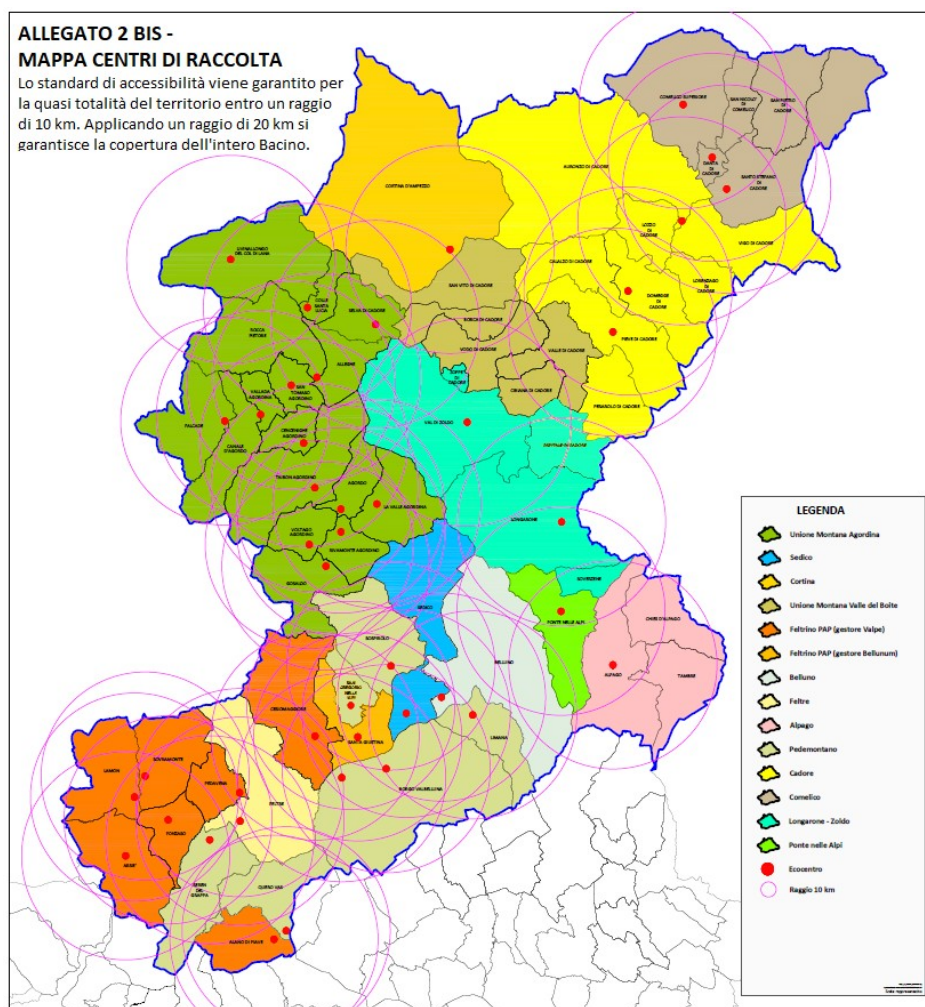 ALLEGATO 2 BIS -
MAPPA CENTRI DI RACCOLTA
Lo standard di accessibilità viene garantito per
la quasi totalità del territorio entro un raggio
di 10 km. Applicando un raggio di 20 km si
garantisce la copertura dell'intero Bacino.
COMELICO SUPERIORE
SAN NICOLO'
DI
COMELICO
SAN PIETRO
DI
CADORE
DANTA
DI
CADORE
SANTO STEFANO
DI
CADORE
AURONZO DI CADORE
CORTINA D'AMPEZZO
LOZZO
DI
CADORE
VIGO DI CADORE
LIVINALLONGO
DEL COL DI LANA
CALALZO DI CADORE
LORENZAGO
DI
CADORE
SAN VITO DI CADORE
DOMEGGE
DI
CADORE
COLLE
SANTA
LUCIA
SELVA DI CADORE
BORCA DI CADORE
ROCCA
PIETORE
PIEVE DI CADORE
VODO DI CADORE
VALLE DI CADORE
ALLEGHE
ZOPPE'
DI
CADORE
CIBIANA DI CADORE
VALLADA
AGORDINA
SAN
TOMASO
AGORDINO
PERAROLO DI CADORE
FALCADE
VAL DI ZOLDO
CENCENIGHE
AGORDINO
CANALE
D'AGORDO
OSPITALE DI CADORE
TAIBON AGORDINO
AGORDO
LA VALLE AGORDINA
LONGARONE
VOLTAGO
AGORDINO
RIVAMONTE AGORDINO
GOSALDO
SOVERZENE
SEDICO
PONTE NELLE ALPI
CHIES D'ALPAGO
SOSPIROLO
BELLUNO
ALPAGO
TAMBRE
SAN
GREGORIO
NELLE
ALPI
CESIOMAGGIORE
SANTA GIUSTINA
LIMANA
SOVRAMONTE
LAMON
PEDAVENA
FELTRE
BORGO VALBELLUNA
FONZASO
ARSIE'
SEREN
DEL
GRAPPA
QUERO VAS
ALANO DI PIAVE
LEGENDA
Unione Montana Agordina
Sedico
Cortina
Unione Montana Valle del Boite
Feltrino PAP (gestore Valpe)
Feltrino PAP (gestore Bellunum)
Belluno
Feltre
Alpago
Pedemontano
Cadore
Comelico
Longarone - Zoldo
Ponte nelle Alpi
Ecocentro
Raggio 10 km